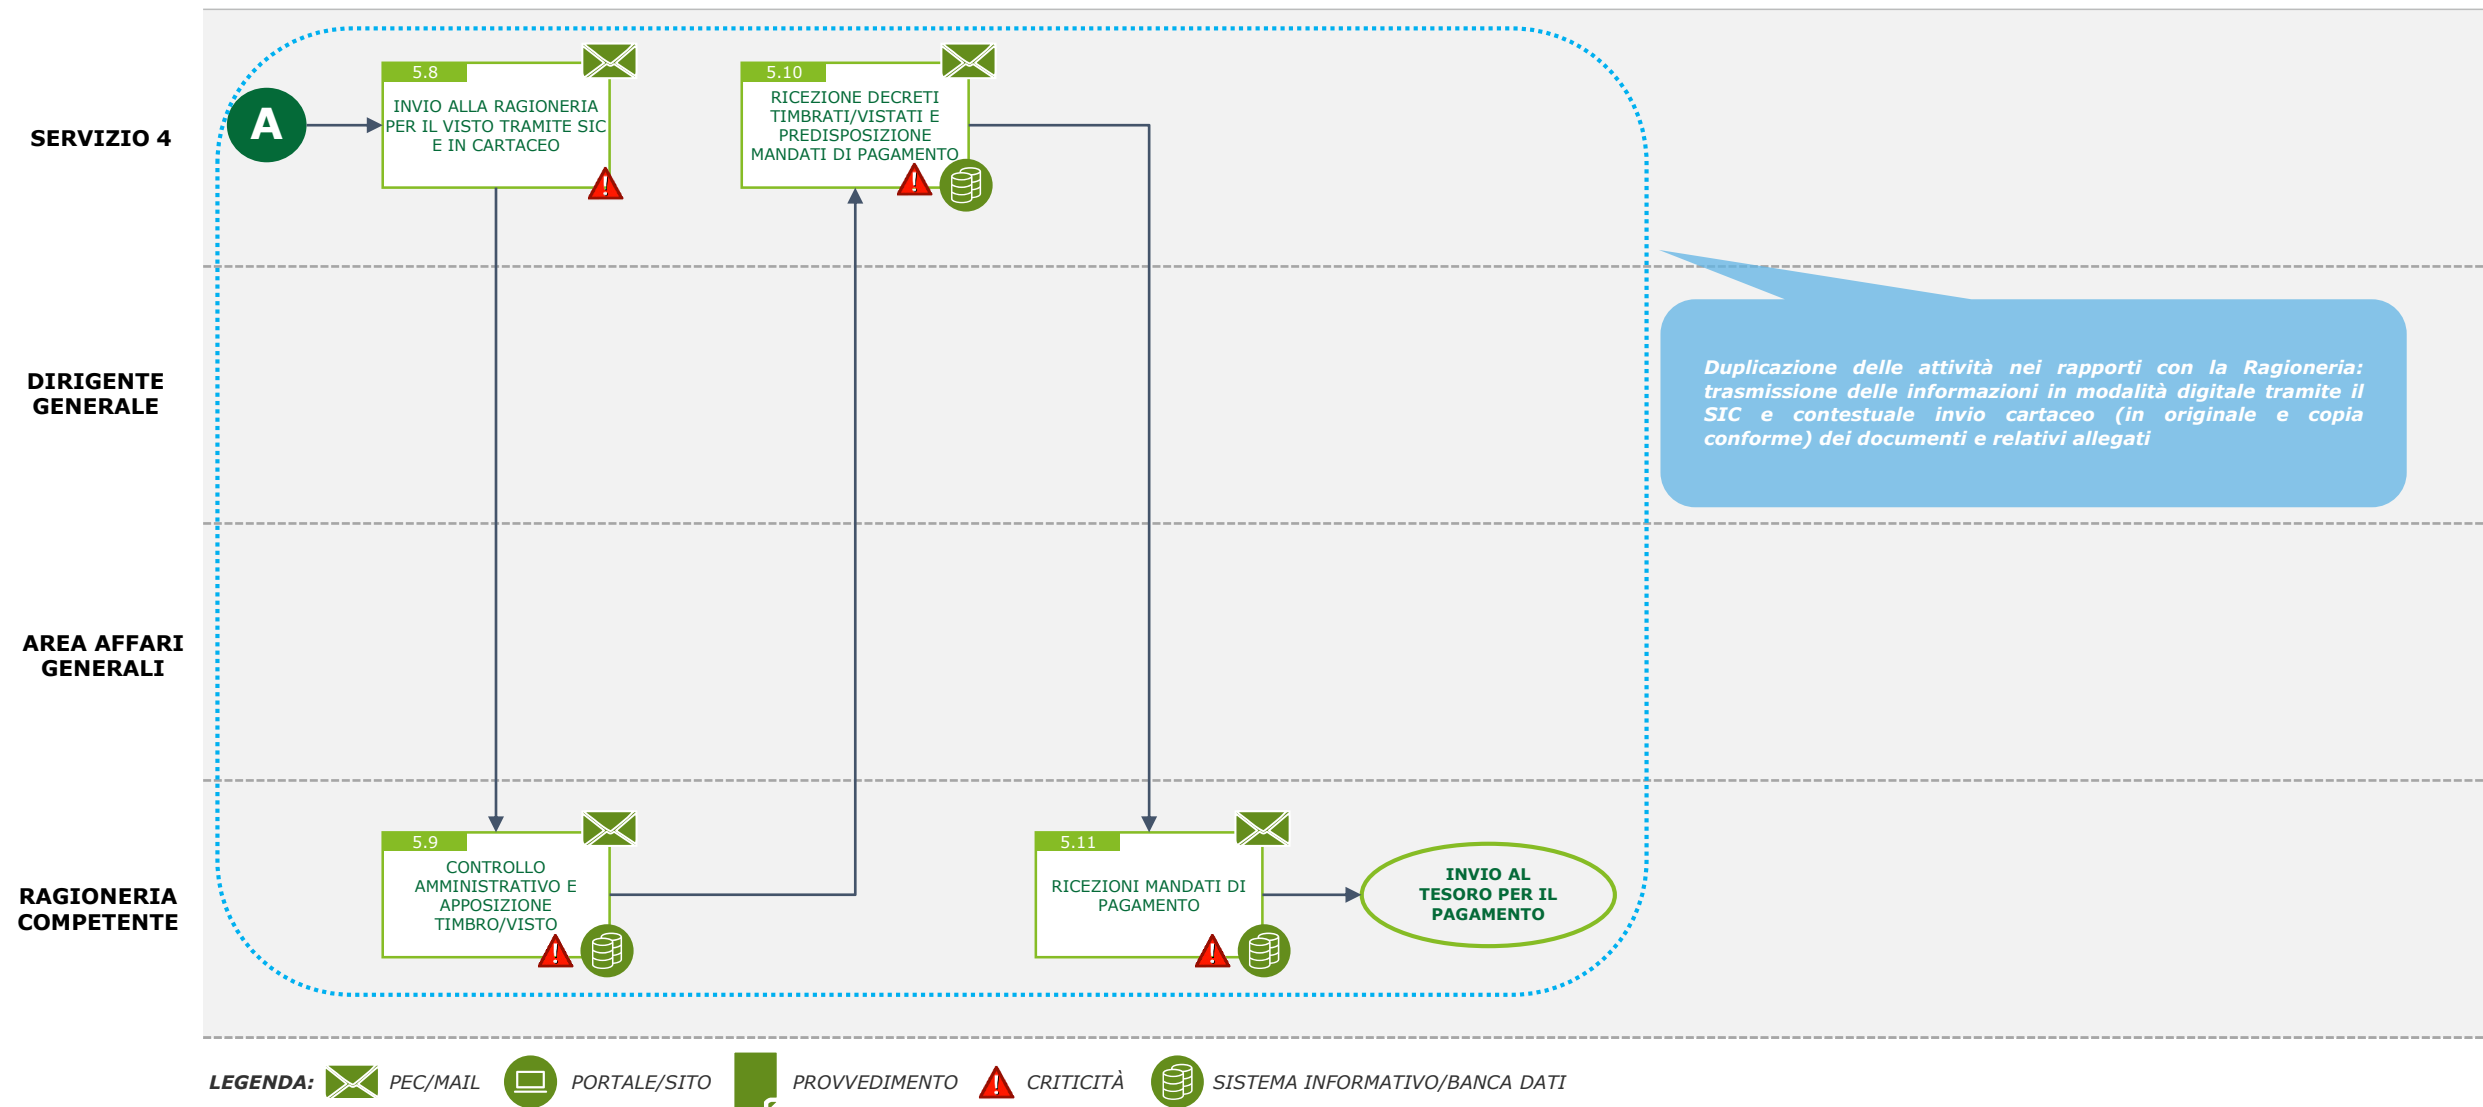 SERVIZIO 4
A
5.8
INVIO ALLA RAGIONERIA
PER IL VISTO TRAMITE SIC
E IN CARTACEO
5.10
RICEZIONE DECRETI
TIMBRATI/VISTATI E
PREDISPOSIZIONE
MANDATI DI PAGAMENTO
DIRIGENTE
GENERALE
Duplicazione delle attività nei rapporti con la Ragioneria:
trasmissione delle informazioni in modalità digitale tramite il
SIC e contestuale invio cartaceo (in originale e copia
conforme) dei documenti e relativi allegati
AREA AFFARI
GENERALI
RAGIONERIA
COMPETENTE
5.9
CONTROLLO
AMMINISTRATIVO E
APPOSIZIONE
TIMBRO/VISTO
5.11
RICEZIONI MANDATI DI
PAGAMENTO
INVIO AL
TESORO PER IL
PAGAMENTO
LEGENDA: PEC/MAIL PORTALE/SITO PROVVEDIMENTO CRITICITÀ SISTEMA INFORMATIVO/BANCA DATI